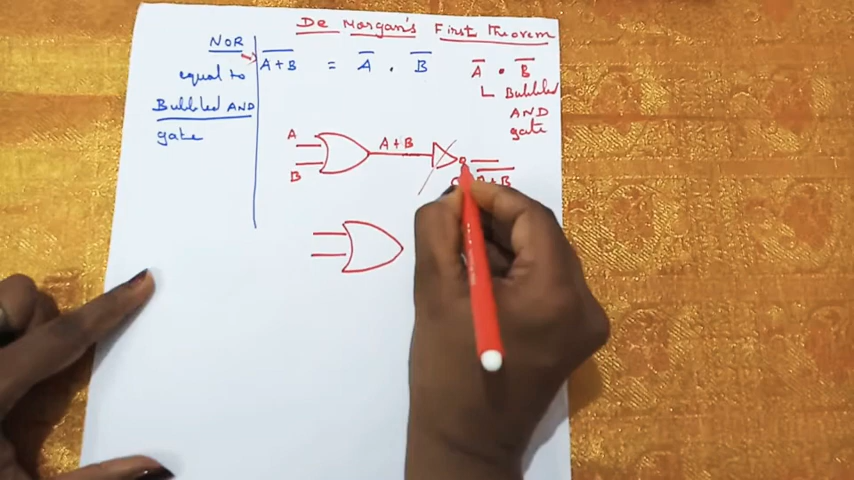 De Morgan's First Theorem
NOR
equal to
Bubbled AND
gate
A̅+̅B̅ = A̅ . B̅
A̅ . B̅
Bubbled
AND
gate
A
B
A+B
A̅+̅B̅